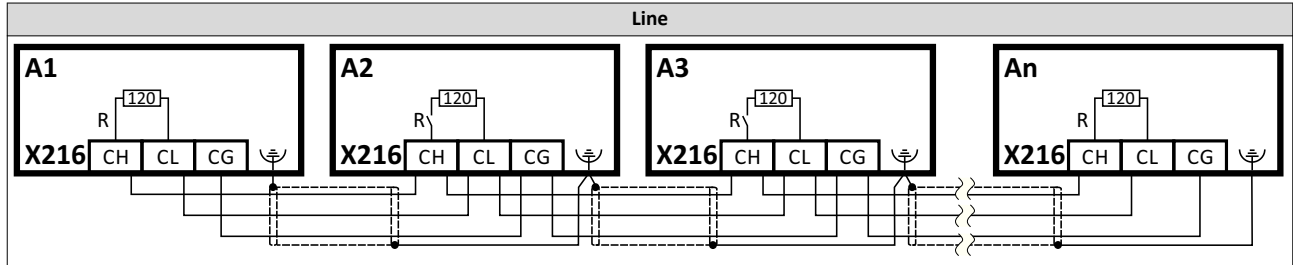 Line
A1 A2 A3 An
120 120 120 120
R R R R
X216 CH CL CG X216 CH CL CG X216 CH CL CG X216 CH CL CG